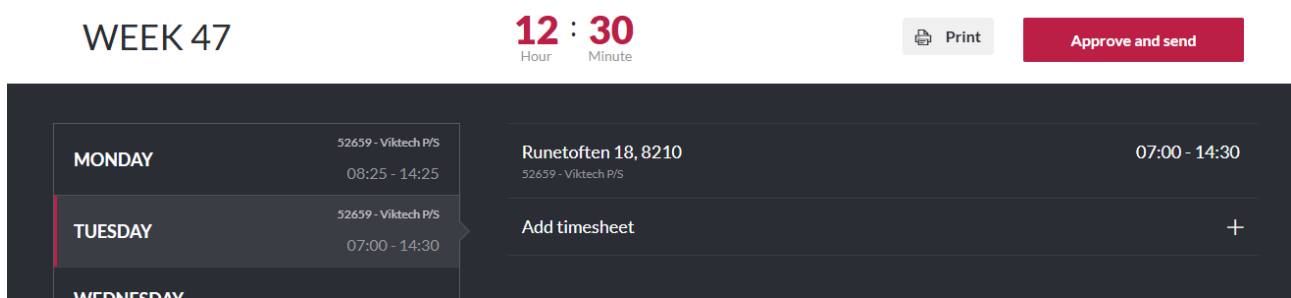 WEEK 47
12 : 30
Hour Minute
Print
Approve and send
MONDAY
52659 - Viktech P/S
08:25 - 14:25
TUESDAY
52659 - Viktech P/S
07:00 - 14:30
WEDNESDAY
Runetoften 18, 8210
07:00 - 14:30
52659 - Viktech P/S
Add timesheet +